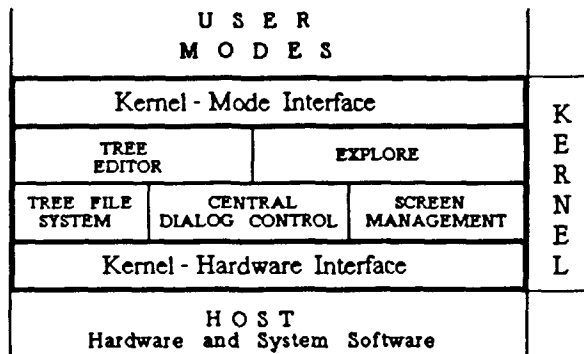 U S E R
M O D E S
Kernel - Mode Interface
TREE
EDITOR
EXPLORE
TREE FILE
SYSTEM
CENTRAL
DIALOG CONTROL
SCREEN
MANAGEMENT
Kernel - Hardware Interface
H O S T
Hardware and System Software
K
E
R
N
E
L